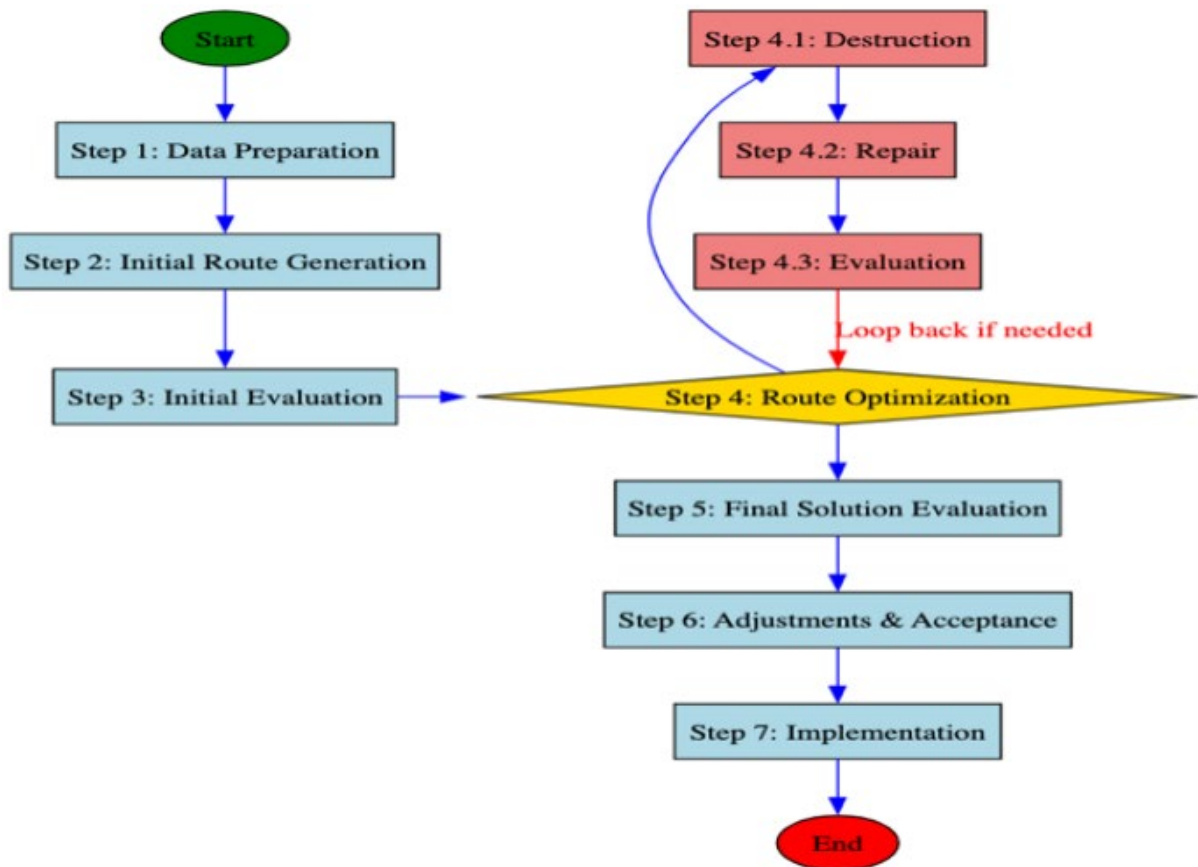 Start
Step 1: Data Preparation
Step 2: Initial Route Generation
Step 3: Initial Evaluation
Step 4.1: Destruction
Step 4.2: Repair
Step 4.3: Evaluation
Loop back if needed
Step 4: Route Optimization
Step 5: Final Solution Evaluation
Step 6: Adjustments & Acceptance
Step 7: Implementation
End